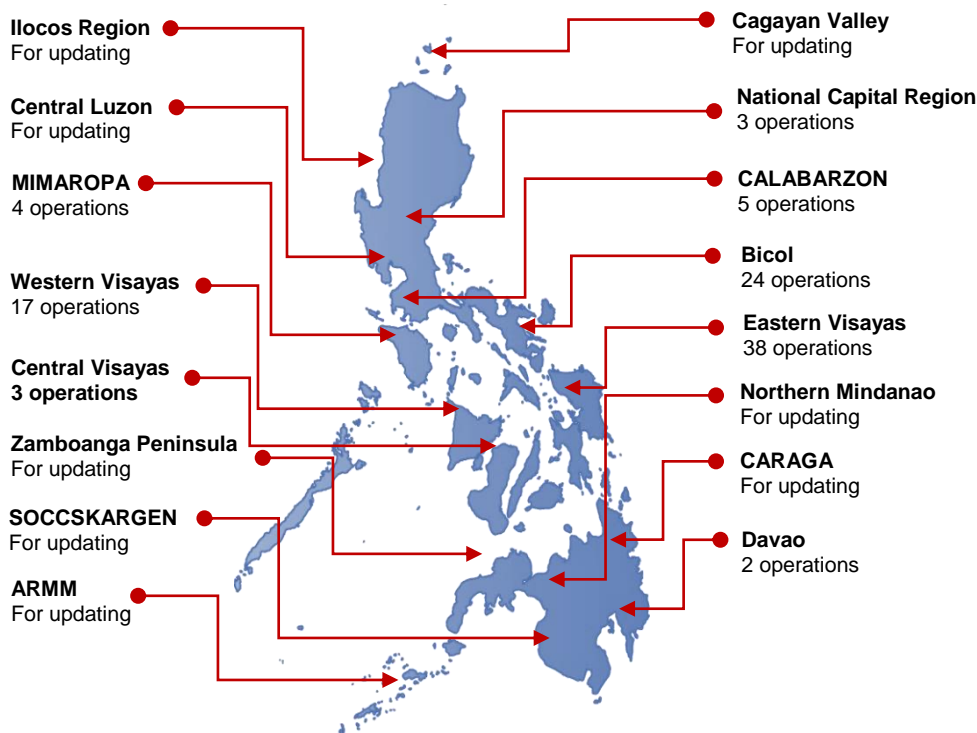 Ilocos Region
For updating
Central Luzon
For updating
MIMAROPA
4 operations
Western Visayas
17 operations
Central Visayas
3 operations
Zamboanga Peninsula
For updating
SOCCSKARGEN
For updating
ARMM
For updating
Cagayan Valley
For updating
National Capital Region
3 operations
CALABARZON
5 operations
Bicol
24 operations
Eastern Visayas
38 operations
Northern Mindanao
For updating
CARAGA
For updating
Davao
2 operations